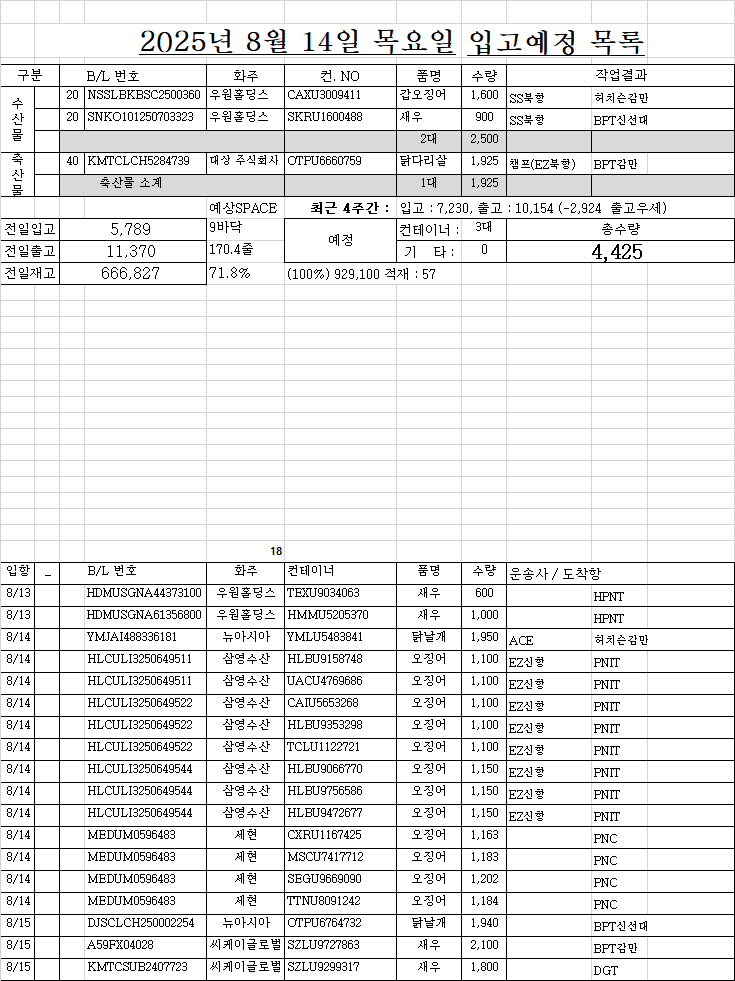 2025년 8월 14일 목요일 입고예정 목록
구분 B/L 번호 화주 컨. NO 품명 수량 작업결과
수산물
20 NSSLBKBSC2500360 우원홀딩스 CAXU3009411 갑오징어 1,600 SS북항 허치슨감만
20 SNKO101250703323 우원홀딩스 SKRU1600488 새우 900 SS북항 BPT신선대
2대 2,500
축산물
40 KMTCLCH5284739 대상 주식회사 OTPU6660759 닭다리살 1,925 챔프(EZ북항) BPT감만
축산물 소계 1대 1,925
예상SPACE 최근 4주간 : 입고 : 7,230, 출고 : 10,154 (-2,924 출고우세)
전일입고 5,789 9바닥 예정 컨테이너 : 3대 총수량
전일출고 11,370 170.4줄 기 타 : 0 4,425
전일재고 666,827 71.8% (100%) 929,100 적재 : 57
18
입항 _ B/L 번호 화주 컨테이너 품명 수량 운송사 / 도착항
8/13 HDMUSGNA44373100 우원홀딩스 TEXU9034063 새우 600 HPNT
8/13 HDMUSGNA61356800 우원홀딩스 HMMU5205370 새우 1,000 HPNT
8/14 YMJAI488336181 뉴아시아 YMLU5483841 닭날개 1,950 ACE 허치슨감만
8/14 HLCULI3250649511 삼영수산 HLBU9158748 오징어 1,100 EZ신항 PNIT
8/14 HLCULI3250649511 삼영수산 UACU4769686 오징어 1,100 EZ신항 PNIT
8/14 HLCULI3250649522 삼영수산 CAIU5653268 오징어 1,100 EZ신항 PNIT
8/14 HLCULI3250649522 삼영수산 HLBU9353298 오징어 1,100 EZ신항 PNIT
8/14 HLCULI3250649522 삼영수산 TCLU1122721 오징어 1,100 EZ신항 PNIT
8/14 HLCULI3250649544 삼영수산 HLBU9066770 오징어 1,150 EZ신항 PNIT
8/14 HLCULI3250649544 삼영수산 HLBU9756586 오징어 1,150 EZ신항 PNIT
8/14 HLCULI3250649544 삼영수산 HLBU9472677 오징어 1,150 EZ신항 PNIT
8/14 MEDUM0596483 세현 CXRU1167425 오징어 1,163 PNC
8/14 MEDUM0596483 세현 MSCU7417712 오징어 1,183 PNC
8/14 MEDUM0596483 세현 SEGU9669090 오징어 1,202 PNC
8/14 MEDUM0596483 세현 TTNU8091242 오징어 1,184 PNC
8/15 DJSCLCH250002254 뉴아시아 OTPU6764732 닭날개 1,940 BPT신선대
8/15 A59FX04028 씨케이글로벌 SZLU9727863 새우 2,100 BPT감만
8/15 KMTCSUB2407723 씨케이글로벌 SZLU9299317 새우 1,800 DGT